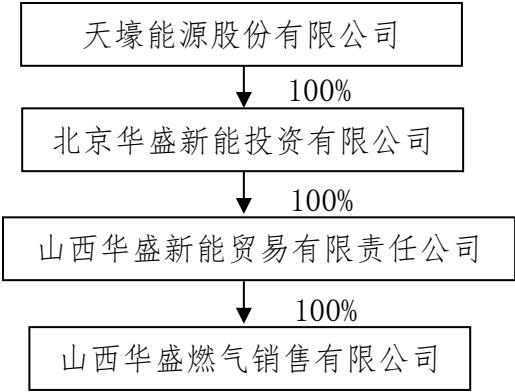 天壕能源股份有限公司
100%
北京华盛新能投资有限公司
100%
山西华盛新能贸易有限责任公司
100%
山西华盛燃气销售有限公司